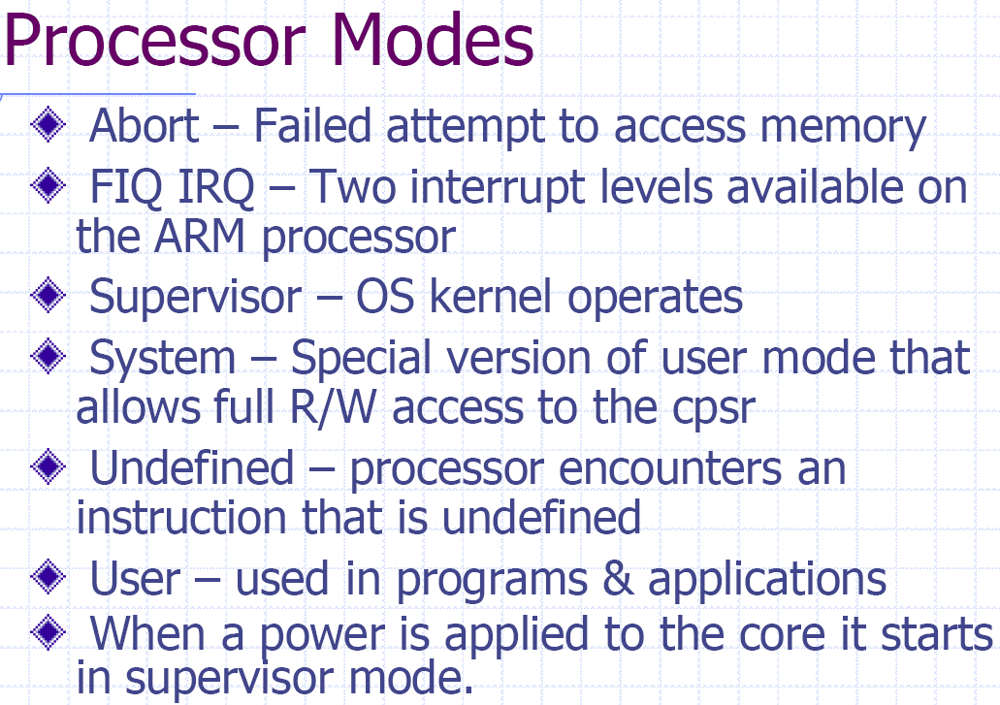 Processor Modes
Abort – Failed attempt to access memory
FIQ IRQ – Two interrupt levels available on
the ARM processor
Supervisor – OS kernel operates
System – Special version of user mode that
allows full R/W access to the cpsr
Undefined – processor encounters an
instruction that is undefined
User – used in programs & applications
When a power is applied to the core it starts
in supervisor mode.